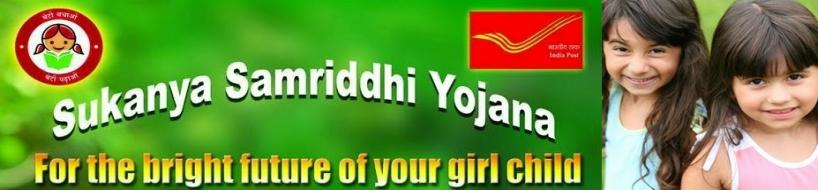 बेटी बचाओ
बेटी पढ़ाओ
भारतीय डाक
India Post
Sukanya Samriddhi Yojana
For the bright future of your girl child